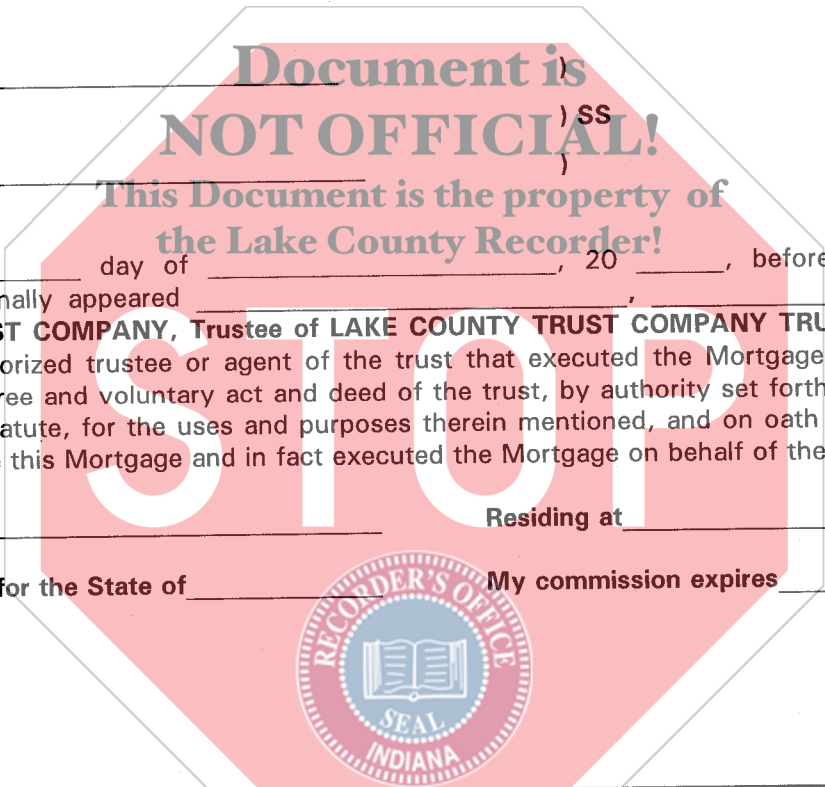 Document is
)
NOT OFFICIAL!
) SS
)
This Document is the property of
the Lake County Recorder!
day of , 20 , before
nally appeared ,
ST COMPANY, Trustee of LAKE COUNTY TRUST COMPANY TRU
orized trustee or agent of the trust that executed the Mortgage
ree and voluntary act and deed of the trust, by authority set forth
atute, for the uses and purposes therein mentioned, and on oath
this Mortgage and in fact executed the Mortgage on behalf of the
STOP
Residing at
for the State of
My commission expires
RECORDER'S OFFICE
SEAL
INDIANA